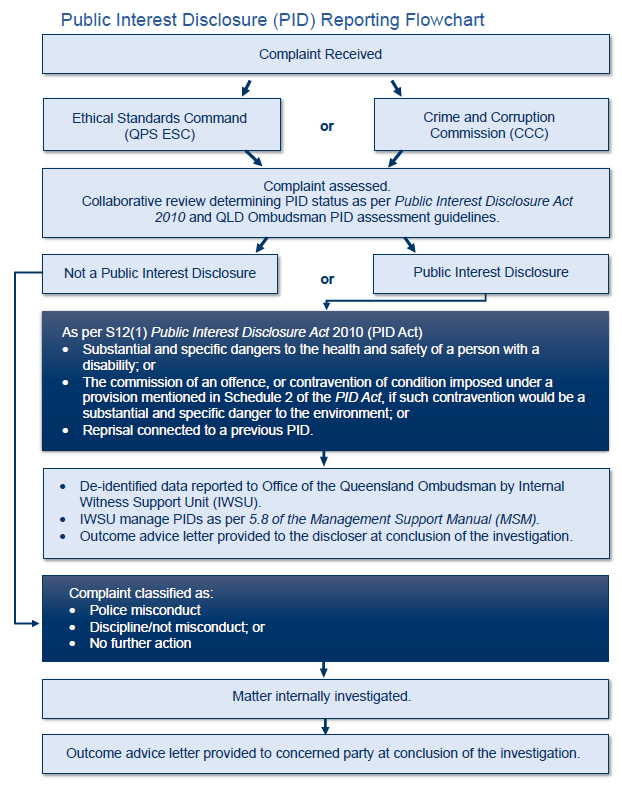 Public Interest Disclosure (PID) Reporting Flowchart
Complaint Received
Ethical Standards Command
(QPS ESC)
or
Crime and Corruption
Commission (CCC)
Complaint assessed.
Collaborative review determining PID status as per Public Interest Disclosure Act
2010 and QLD Ombudsman PID assessment guidelines.
Not a Public Interest Disclosure
or
Public Interest Disclosure
As per S12(1) Public Interest Disclosure Act 2010 (PID Act)
• Substantial and specific dangers to the health and safety of a person with a
disability; or
• The commission of an offence, or contravention of condition imposed under a
provision mentioned in Schedule 2 of the PID Act, if such contravention would be a
substantial and specific danger to the environment; or
• Reprisal connected to a previous PID.
• De-identified data reported to Office of the Queensland Ombudsman by Internal
Witness Support Unit (IWSU).
• IWSU manage PIDs as per 5.8 of the Management Support Manual (MSM).
• Outcome advice letter provided to the discloser at conclusion of the investigation.
Complaint classified as:
• Police misconduct
• Discipline/not misconduct; or
• No further action
Matter internally investigated.
Outcome advice letter provided to concerned party at conclusion of the investigation.